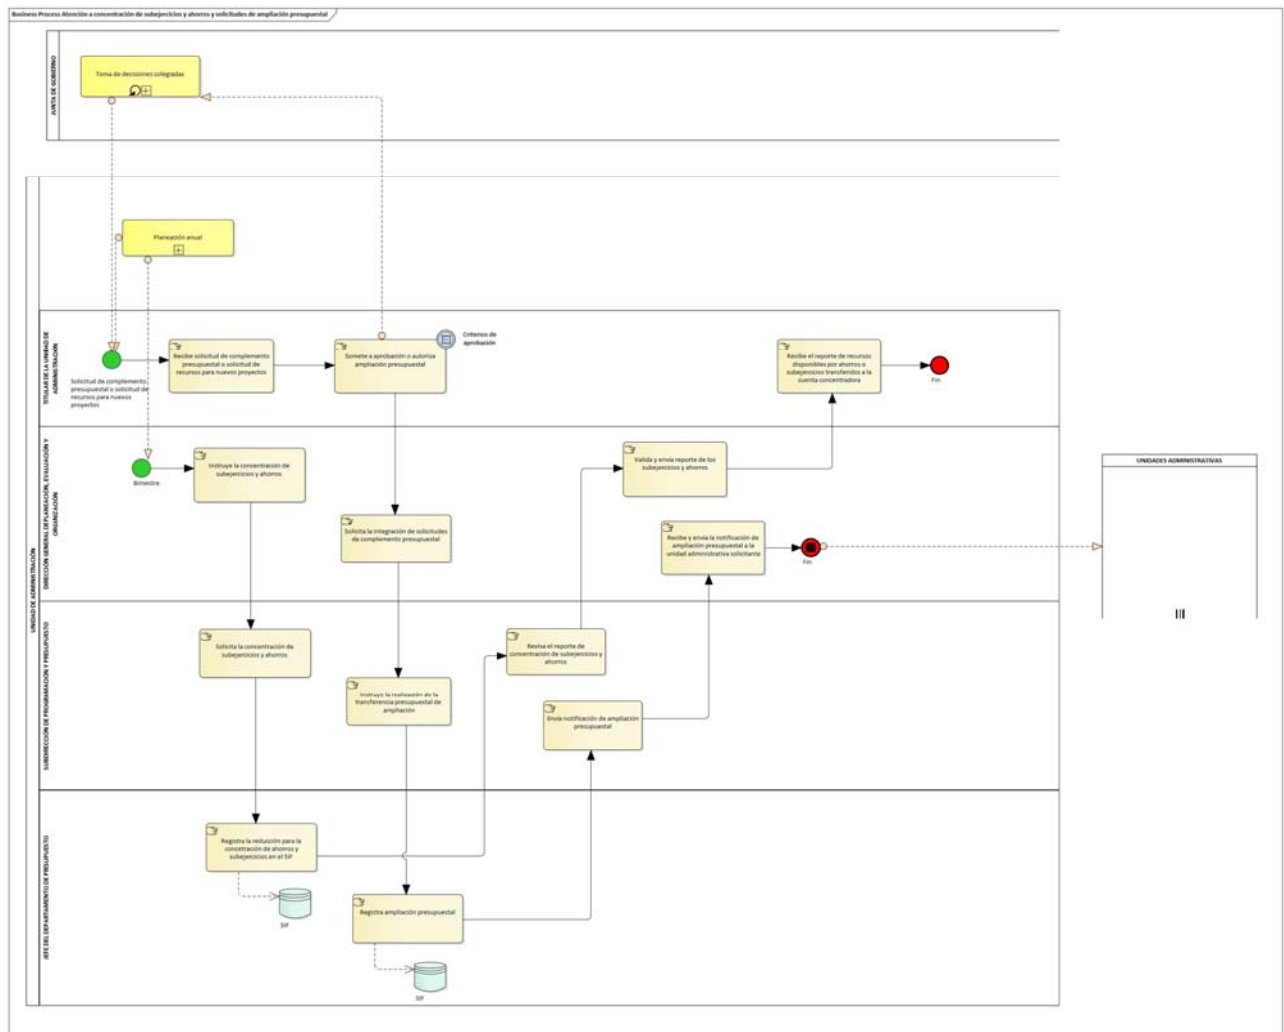 Business Process Atención a concentración de subejercicios y ahorros y solicitudes de ampliación presupuestal
JUNTA DE GOBIERNO
Toma de decisiones colegiadas
UNIDAD DE ADMINISTRACIÓN
Planeación anual
TITULAR DE LA UNIDAD DE
ADMINISTRACIÓN
Solicitud de complemento
presupuestal o solicitud de
recursos para nuevos
proyectos
Recibe solicitud de complemento
presupuestal o solicitud de
recursos para nuevos proyectos
Somete a aprobación o autoriza
ampliación presupuestal
Criterios de
aprobación
Recibe el reporte de recursos
disponibles por ahorros o
subejercicios transferidos a la
cuenta concentradora
Fin
DIRECCIÓN GENERAL DE PLANEACIÓN, EVALUACIÓN Y
ORGANIZACIÓN
Bimestre
Instruye la concentración de
subejercicios y ahorros
Solicita la integración de solicitudes
de complemento presupuestal
Valida y envía reporte de los
subejercicios y ahorros
Recibe y envía la notificación de
ampliación presupuestal a la
unidad administrativa solicitante
Fin
UNIDADES ADMINISTRATIVAS
SUBDIRECCIÓN DE PROGRAMACIÓN Y PRESUPUESTO
Solicita la concentración de
subejercicios y ahorros
Instruye la realización de la
transferencia presupuestal de
ampliación
Revisa el reporte de
concentración de subejercicios y
ahorros
Envía notificación de ampliación
presupuestal
JEFE DEL DEPARTAMENTO DE PRESUPUESTO
Registra la reducción para la
concetración de ahorros y
subejercicios en el SIF
SIF
Registra ampliación presupuestal
SIF